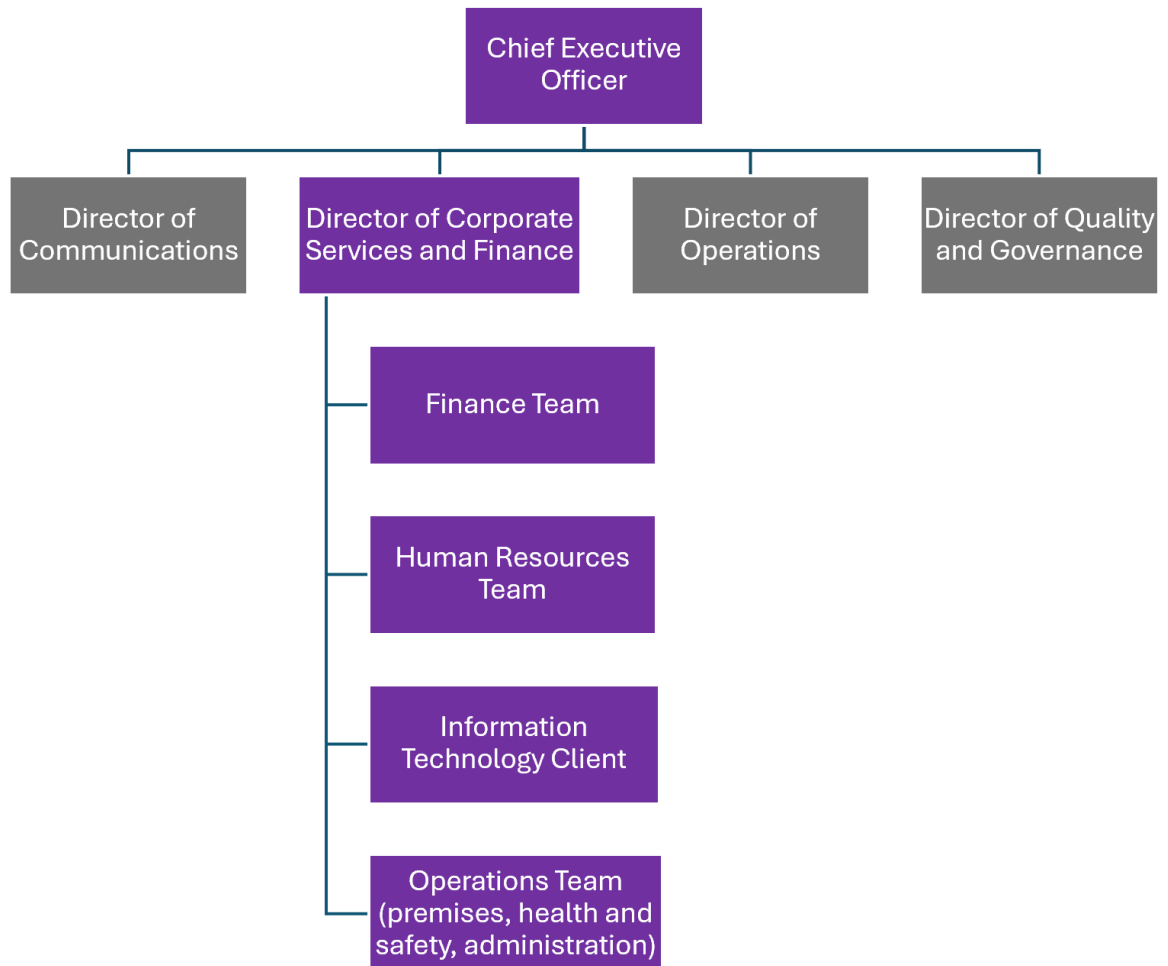 Chief Executive
Officer
Director of
Communications
Director of Corporate
Services and Finance
Director of
Operations
Director of Quality
and Governance
Finance Team
Human Resources
Team
Information
Technology Client
Operations Team
(premises, health and
safety, administration)